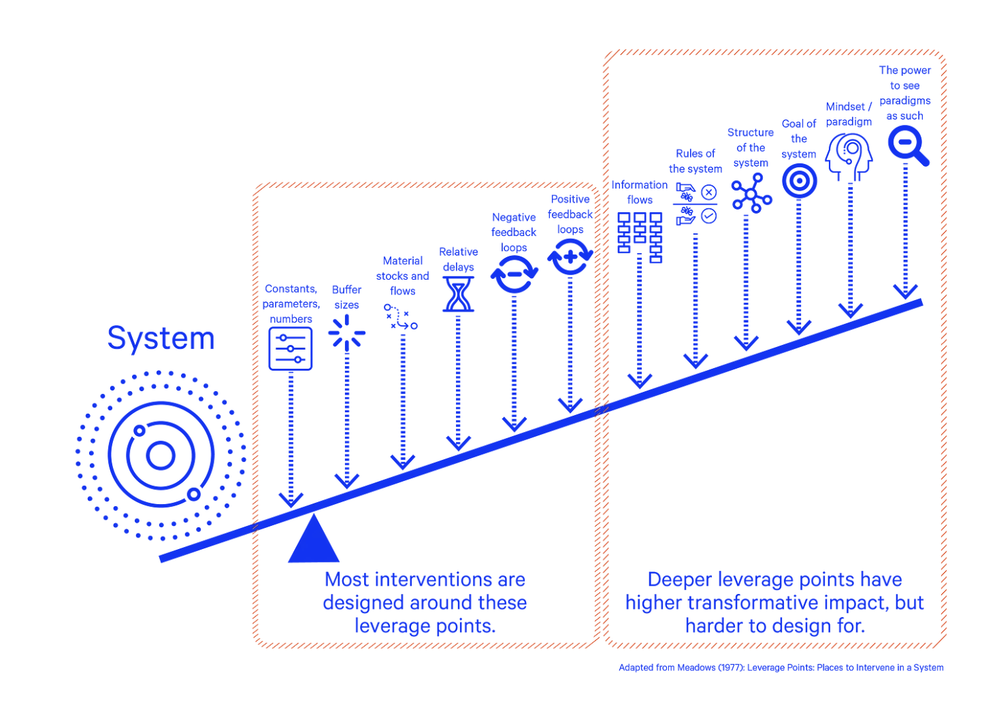 System
Constants,
parameters,
numbers
Buffer
sizes
Material
stocks and
flows
Relative
delays
Negative
feedback
loops
Positive
feedback
loops
Information
flows
Rules of
the system
Structure
of the
system
Goal of
the
system
Mindset /
paradigm
The power
to see
paradigms
as such
Most interventions are
designed around these
leverage points.
Deeper leverage points have
higher transformative impact, but
harder to design for.
Adapted from Meadows (1977): Leverage Points: Places to Intervene in a System